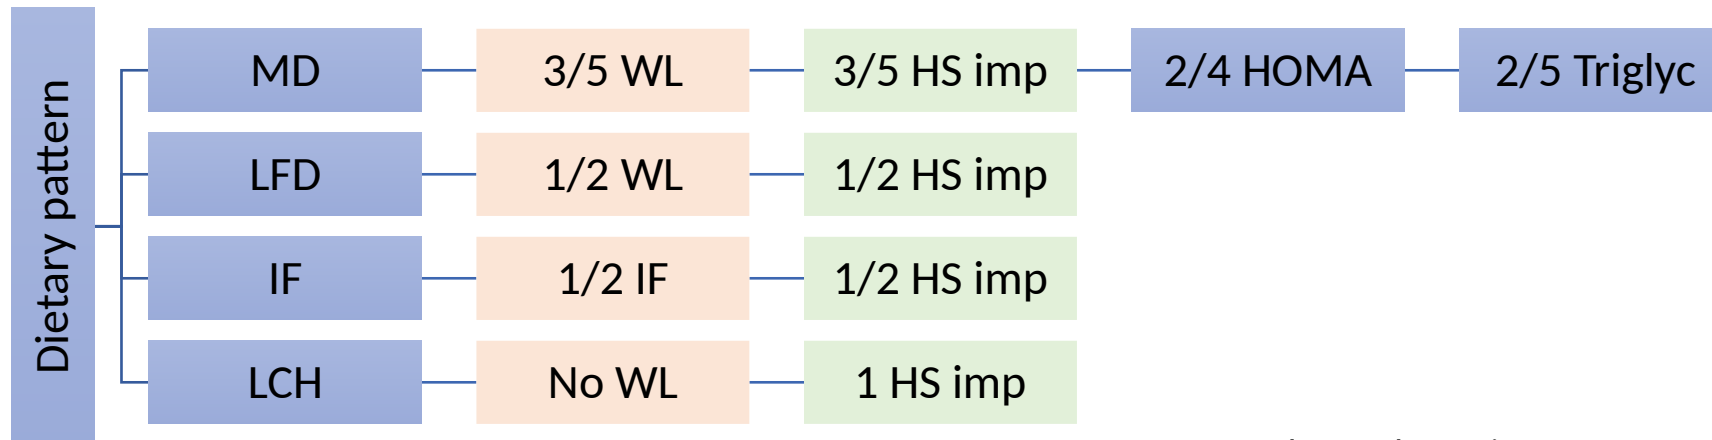 Dietary pattern
MD
3/5 WL
3/5 HS imp
2/4 HOMA
2/5 Triglyc
LFD
1/2 WL
1/2 HS imp
IF
1/2 IF
1/2 HS imp
LCH
No WL
1 HS imp